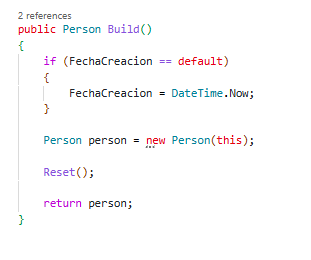 2 references
public Person Build()
{
if (FechaCreacion == default)
{
FechaCreacion = DateTime.Now;
}
Person person = new Person(this);
Reset();
return person;
}